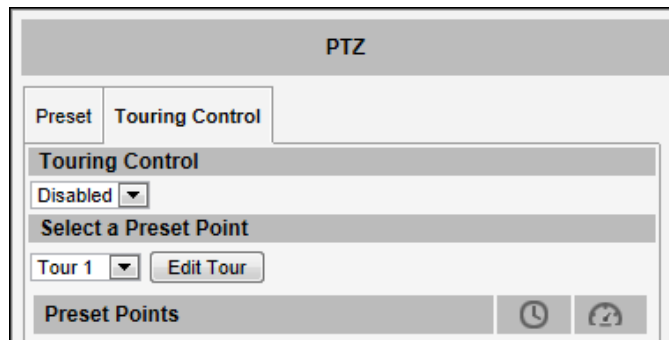 PTZ
Preset Touring Control
Touring Control
Disabled
Select a Preset Point
Tour 1 Edit Tour
Preset Points